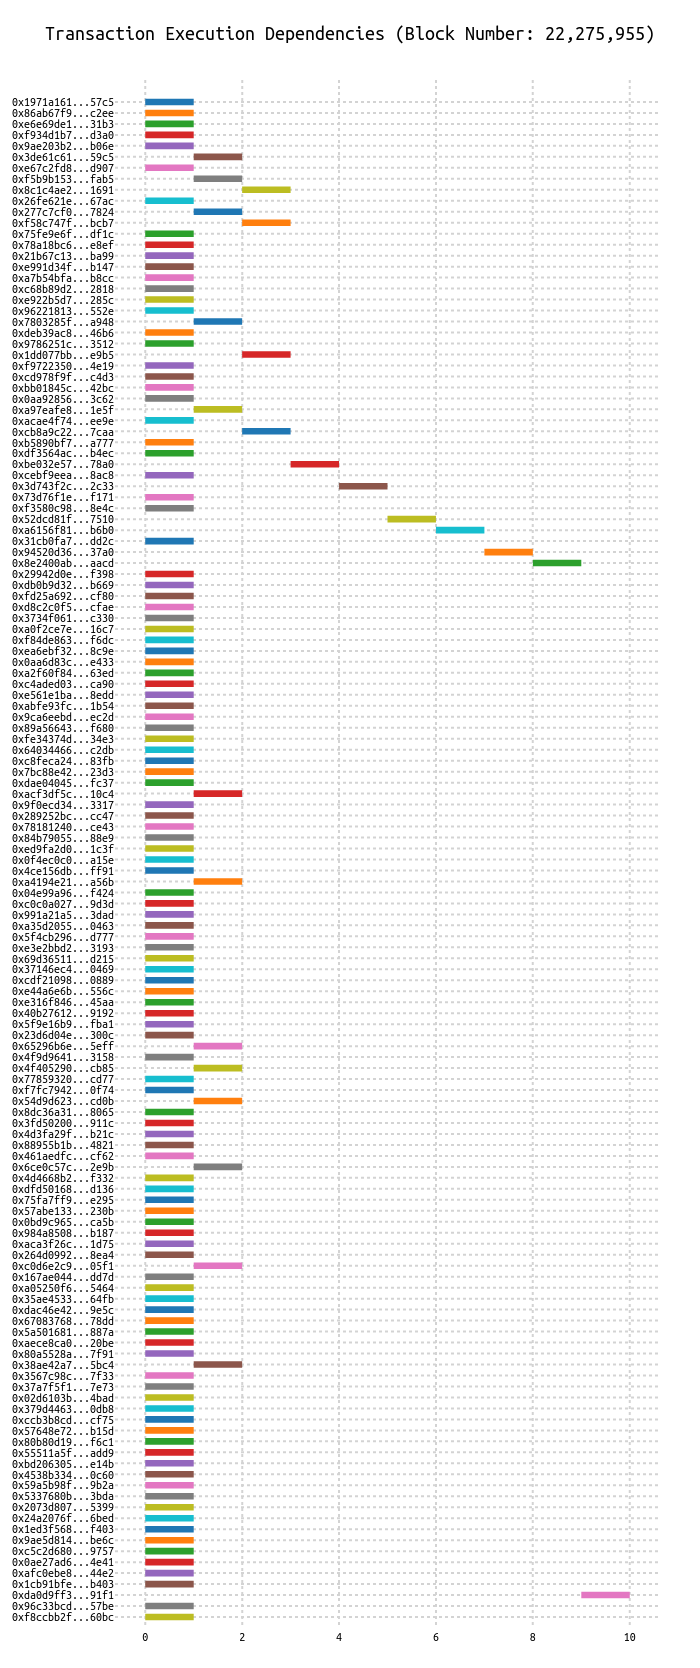 Transaction Execution Dependencies (Block Number: 22,275,955)
0x1971a161...57c5
0x86ab67f9...c2ee
0xe6e69de1...31b3
0xf934d1b7...d3a0
0x9ae203b2...b06e
0x3de61c61...59c5
0xe67c2fd8...d907
0xf5b9b153...fab5
0x8c1c4ae2...1691
0x26fe621e...67ac
0x277c7cf0...7824
0xf58c747f...bcb7
0x75fe9e6f...df1c
0x78a18bc6...e8ef
0x21b67c13...ba99
0xe991d34f...b147
0xa7b54bfa...b8cc
0xc68b89d2...2818
0xe922b5d7...285c
0x96221813...552e
0x7803285f...a948
0xdeb39ac8...46b6
0x9786251c...3512
0x1dd077bb...e9b5
0xf9722350...4e19
0xcd978f9f...c4d3
0xbb01845c...42bc
0x0aa92856...3c62
0xa97eafe8...1e5f
0xacae4f74...ee9e
0xcb8a9c22...7caa
0xb5890bf7...a777
0xdf3564ac...b4ec
0xbe032e57...78a0
0xcebf9eea...8ac8
0x3d743f2c...2c33
0x73d76f1e...f171
0xf3580c98...8e4c
0x52dcd81f...7510
0xa6156f81...b6b0
0x31cb0fa7...dd2c
0x94520d36...37a0
0x8e2400ab...aacd
0x29942d0e...f398
0xdb0b9d32...b669
0xfd25a692...cf80
0xd8c2c0f5...cfae
0x3734f061...c330
0xa0f2ce7e...16c7
0xf84de863...f6dc
0xea6ebf32...8c9e
0x0aa6d83c...e433
0xa2f60f84...63ed
0xc4aded03...ca90
0xe561e1ba...8edd
0xabfe93fc...1b54
0x9ca6eebd...ec2d
0x89a56643...f680
0xfe34374d...34e3
0x64034466...c2db
0xc8feca24...83fb
0x7bc88e42...23d3
0xdae04045...fc37
0xacf3df5c...10c4
0x9f0ecd34...3317
0x289252bc...cc47
0x78181240...ce43
0x84b79055...88e9
0xed9fa2d0...1c3f
0x0f4ec0c0...a15e
0x4ce156db...ff91
0xa4194e21...a56b
0x04e99a96...f424
0xc0c0a027...9d3d
0x991a21a5...3dad
0xa35d2055...0463
0x5f4cb296...d777
0xe3e2bbd2...3193
0x69d36511...d215
0x37146ec4...0469
0xcdf21098...0889
0xe44a6e6b...556c
0xe316f846...45aa
0x40b27612...9192
0x5f9e16b9...fba1
0x23d6d04e...300c
0x65296b6e...5eff
0x4f9d9641...3158
0x4f405290...cb85
0x77859320...cd77
0xf7fc7942...0f74
0x54d9d623...cd0b
0x8dc36a31...8065
0x3fd50200...911c
0x4d3fa29f...b21c
0x88955b1b...4821
0x461aedfc...cf62
0x6ce0c57c...2e9b
0x4d4668b2...f332
0xdfd50168...d136
0x75fa7ff9...e295
0x57abe133...230b
0x0bd9c965...ca5b
0x984a8508...b187
0xaca3f26c...1d75
0x264d0992...8ea4
0xc0d6e2c9...05f1
0x167ae044...dd7d
0xa05250f6...5464
0x35ae4533...64fb
0xdac46e42...9e5c
0x67083768...78dd
0x5a501681...887a
0xaece8ca0...20be
0x80a5528a...7f91
0x38ae42a7...5bc4
0x3567c98c...7f33
0x37a7f5f1...7e73
0x02d6103b...4bad
0x379d4463...0db8
0xccb3b8cd...cf75
0x57648e72...b15d
0x80b80d19...f6c1
0x55511a5f...add9
0xbd206305...e14b
0x4538b334...0c60
0x59a5b98f...9b2a
0x5337680b...3bda
0x2073d807...5399
0x24a2076f...6bed
0x1ed3f568...f403
0x9ae5d814...be6c
0xc5c2d680...9757
0x0ae27ad6...4e41
0xafc0ebe8...44e2
0x1cb91bfe...b403
0xda0d9ff3...91f1
0x96c33bcd...57be
0xf8ccbb2f...60bc
0 2 4 6 8 10